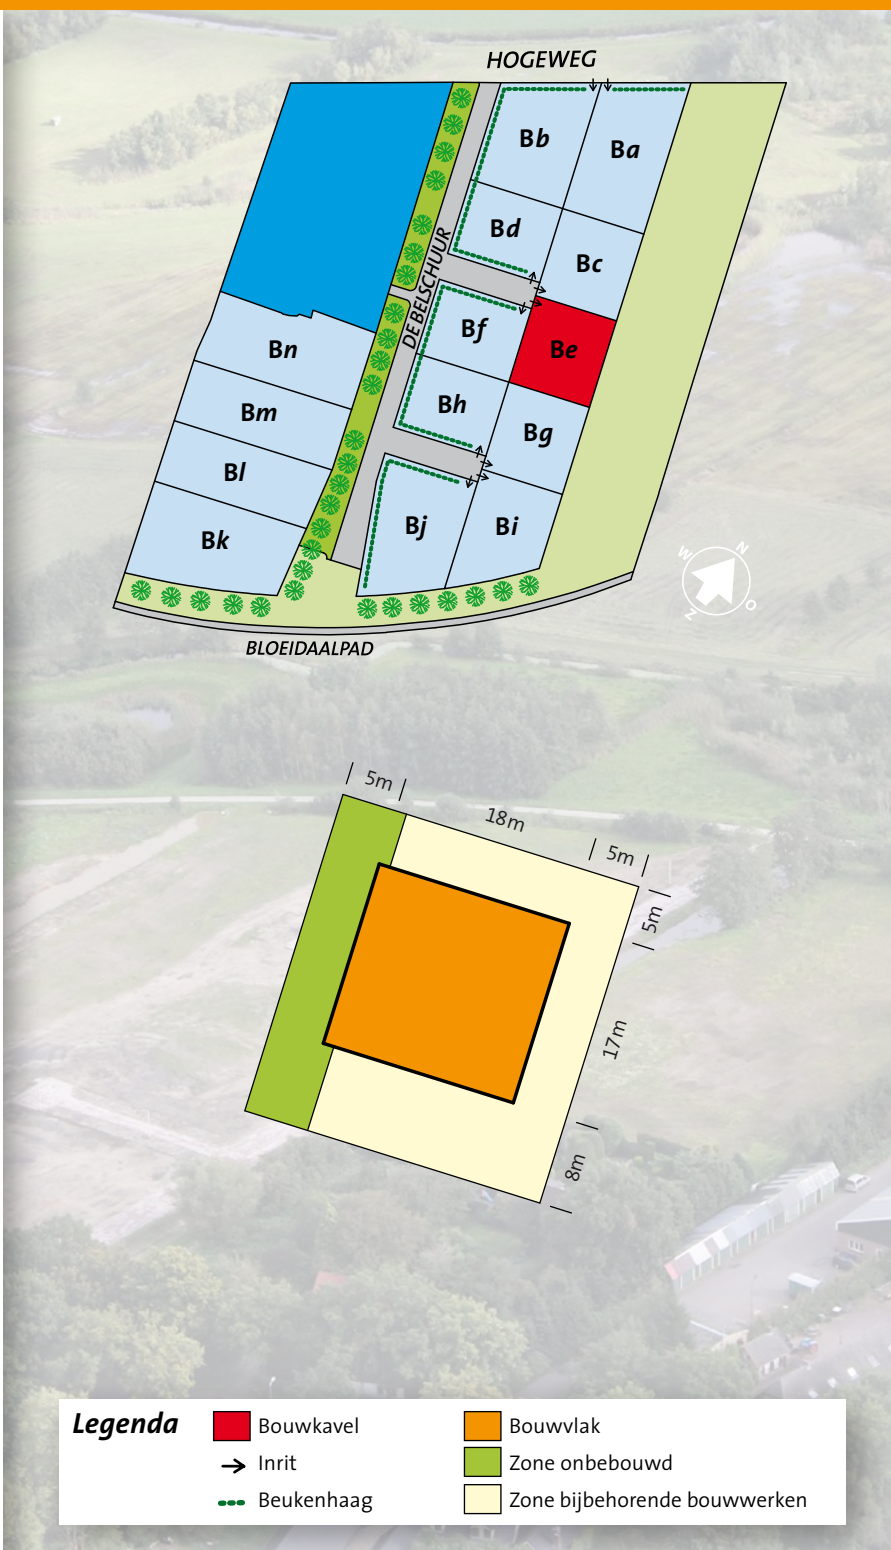 HOGEWEG
Bb
Ba
Bd
Bc
DE BELSCHUUR
Bf
Be
Bn
Bh
Bm
Bg
Bl
Bj
Bi
Bk
W
N
Z
O
BLOEIDAALPAD
5m
18m
5m
5m
17m
8m
Legenda
Bouwkavel
Bouwvlak
Inrit
Zone onbebouwd
Beukenhaag
Zone bijbehorende bouwwerken